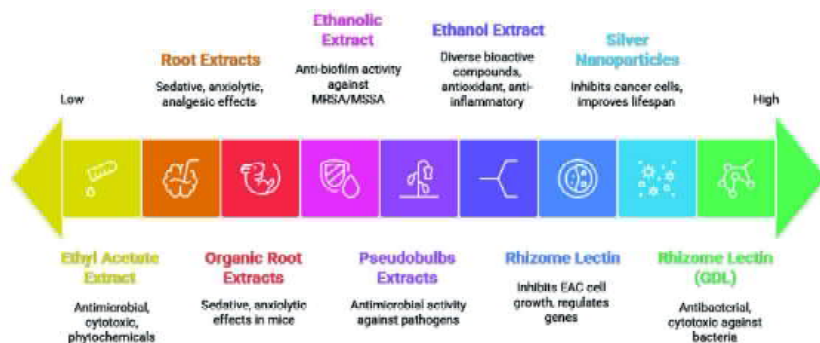 Ethanolic
Extract
Anti-biofilm activity
against
MRSA/MSSA
Ethanol Extract
Diverse bioactive
compounds,
antioxidant, anti-
inflammatory
Root Extracts
Sedative, anxiolytic,
analgesic effects
Silver
Nanoparticles
Inhibits cancer cells,
improves lifespan
Low
High
Ethyl Acetate
Extract
Antimicrobial,
cytotoxic,
phytochemicals
Organic Root
Extracts
Sedative, anxiolytic
effects in mice
Pseudobulbs
Extracts
Antimicrobial activity
against pathogens
Rhizome Lectin
Inhibits EAC cell
growth, regulates
genes
Rhizome Lectin
(GDL)
Antibacterial,
cytotoxic against
bacteria